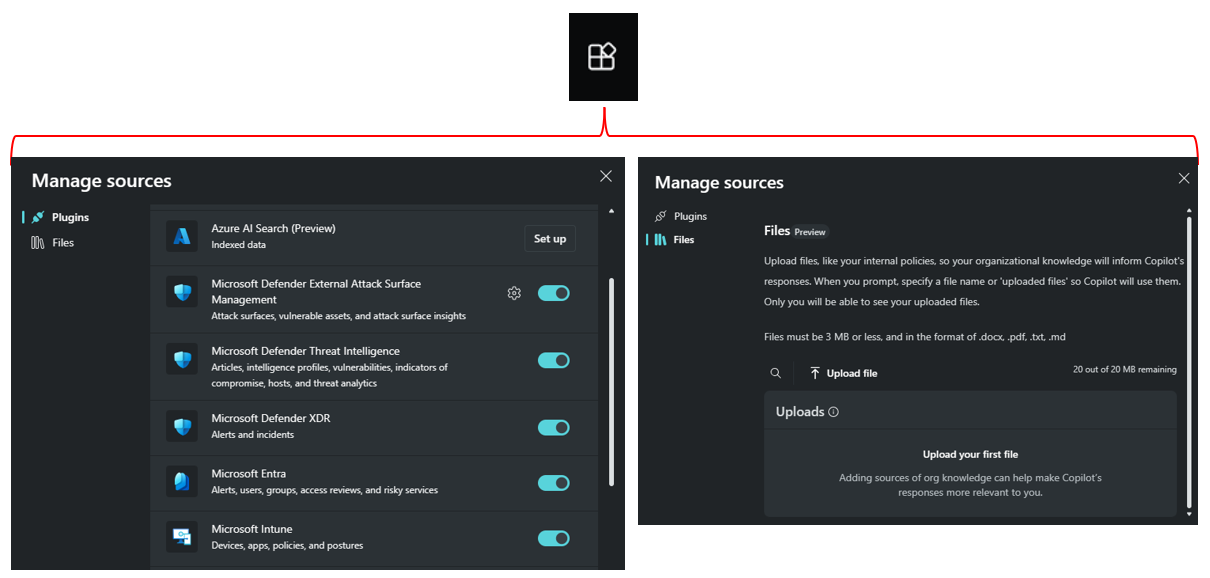 Manage sources
Plugins
Files
Azure AI Search (Preview)
Indexed data
Set up
Microsoft Defender External Attack Surface
Management
Attack surfaces, vulnerable assets, and attack surface insights
Microsoft Defender Threat Intelligence
Articles, intelligence profiles, vulnerabilities, indicators of
compromise, hosts, and threat analytics
Microsoft Defender XDR
Alerts and incidents
Microsoft Entra
Alerts, users, groups, access reviews, and risky services
Microsoft Intune
Devices, apps, policies, and postures
Manage sources
Plugins
Files
Files Preview
Upload files, like your internal policies, so your organizational knowledge will inform Copilot's
responses. When you prompt, specify a file name or 'uploaded files' so Copilot will use them.
Only you will be able to see your uploaded files.
Files must be 3 MB or less, and in the format of .docx, .pdf, .txt, .md
Upload file
20 out of 20 MB remaining
Uploads
Upload your first file
Adding sources of org knowledge can help make Copilot's
responses more relevant to you.